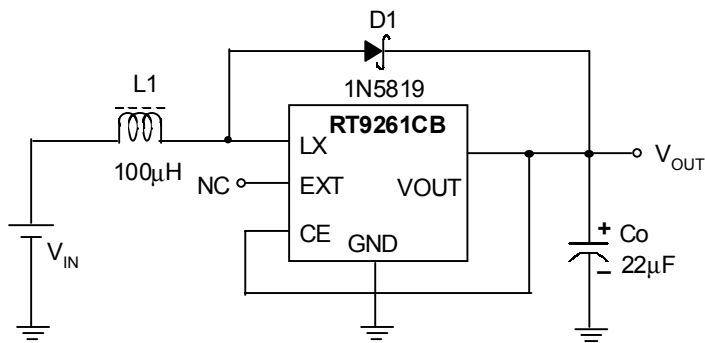 D1
1N5819
L1
100µH
RT9261CB
LX
NC
EXT
VOUT
CE
GND
V_OUT
V_IN
+
Co
–
22µF